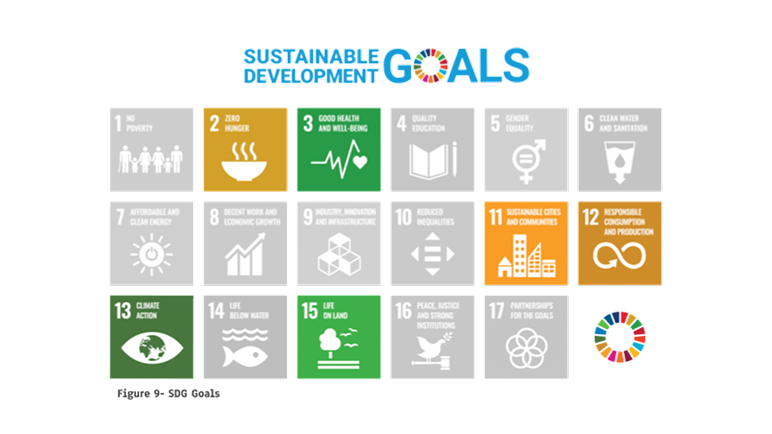 SUSTAINABLE
DEVELOPMENT
GOALS
1 NO
POVERTY
2 ZERO
HUNGER
3 GOOD HEALTH
AND WELL-BEING
4 QUALITY
EDUCATION
5 GENDER
EQUALITY
6 CLEAN WATER
AND SANITATION
7 AFFORDABLE AND
CLEAN ENERGY
8 DECENT WORK AND
ECONOMIC GROWTH
9 INDUSTRY, INNOVATION
AND INFRASTRUCTURE
10 REDUCED
INEQUALITIES
11 SUSTAINABLE CITIES
AND COMMUNITIES
12 RESPONSIBLE
CONSUMPTION
AND PRODUCTION
13 CLIMATE
ACTION
14 LIFE
BELOW WATER
15 LIFE
ON LAND
16 PEACE, JUSTICE
AND STRONG
INSTITUTIONS
17 PARTNERSHIPS
FOR THE GOALS
Figure 9- SDG Goals